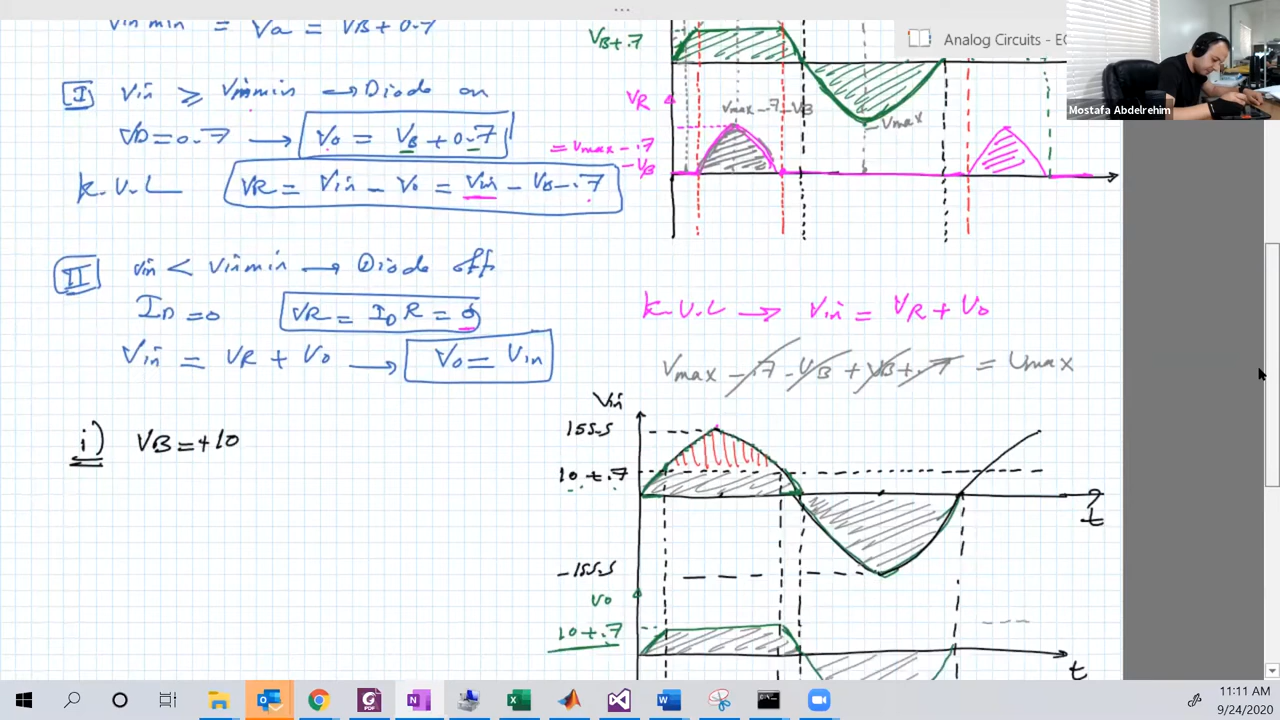 Vin min = Va = VB + 0.7
I Vin ⩾ Vinmin → Diode on
VD = 0.7 → Vo = VB + 0.7
K.V.L VR = Vin - Vo = Vin - VB - .7
II Vin < Vinmin → Diode off
ID = 0 VR = ID R = 0
Vin = VR + Vo → Vo = Vin
i) VB = +10
VB + .7
VR
Vmax - .7 - VB
= Vmax - .7
- VB
- Vmax
K.V.L → Vin = VR + Vo
Vmax - .7 - VB + VB + .7 = Vmax
Vin
155.5
10 + .7
t
-155.5
Vo
10 + .7
t
Analog Circuits - EC
Mostafa Abdelrehim
11:11 AM
9/24/2020